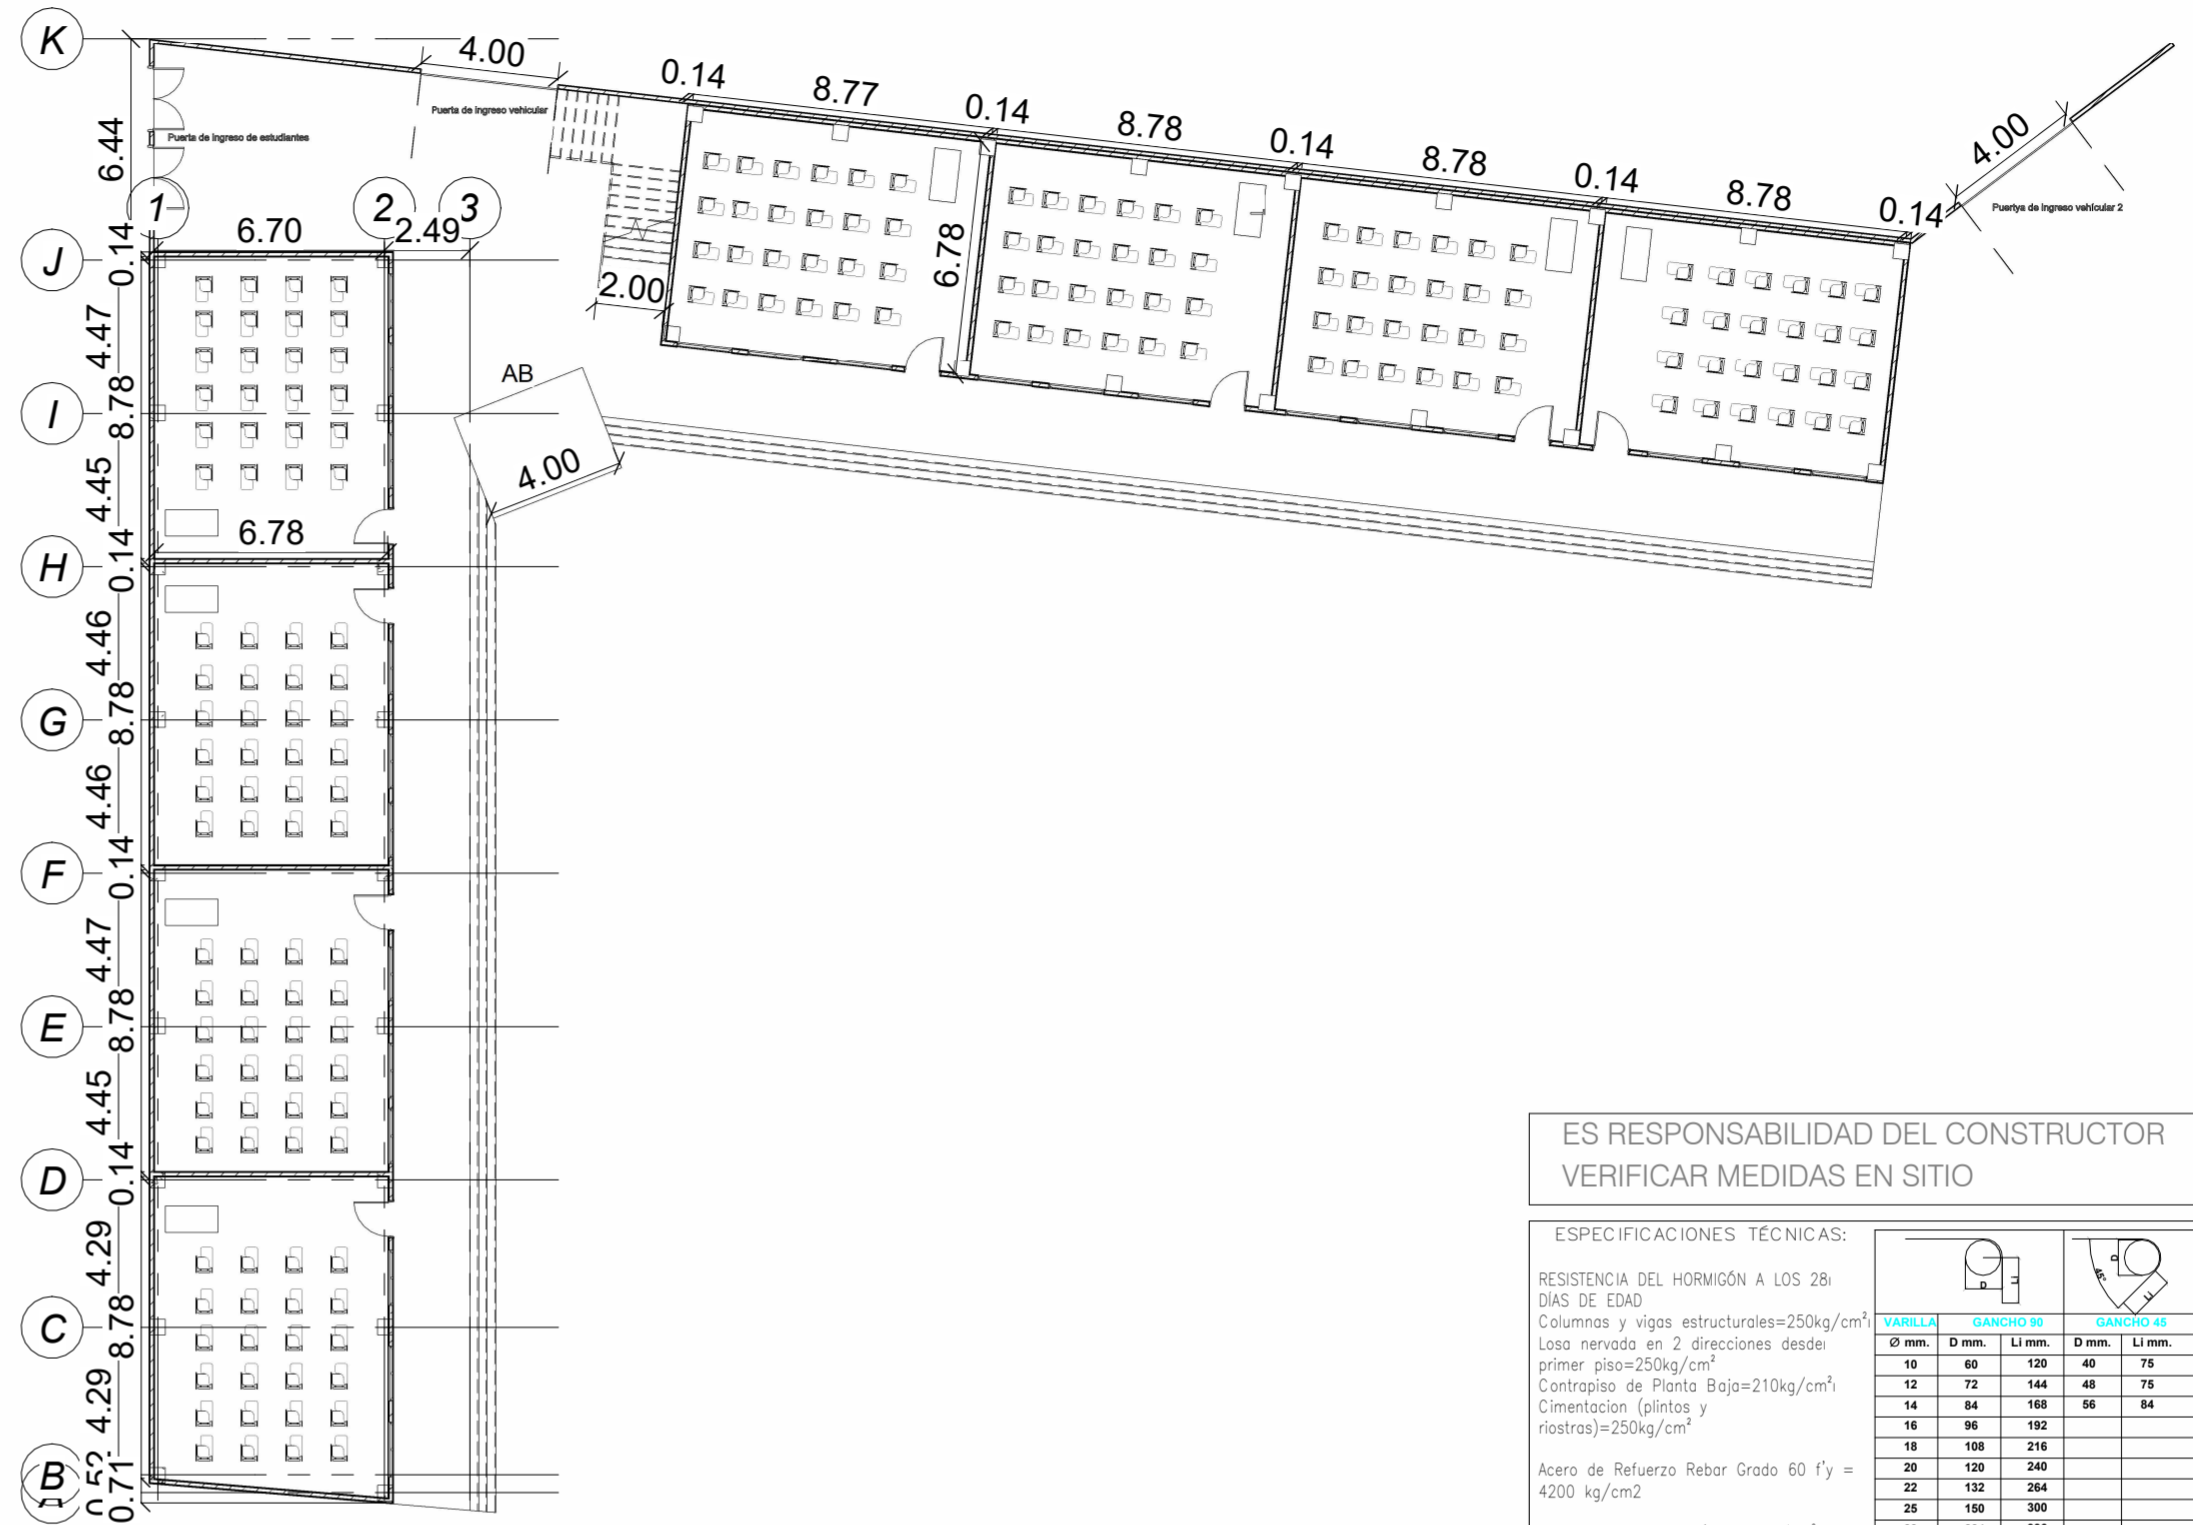 K
4.00
0.14
8.77
0.14
8.78
0.14
8.78
0.14
8.78
0.14
4.00
Puerta de ingreso vehicular
Puerta de ingreso de estudiantes
Puertya de ingreso vehicular 2
6.44
1
2
3
6.70
2.49
6.78
2.00
J
0.14
4.47
AB
8.78
I
4.00
4.45
6.78
H
0.14
4.46
G
8.78
4.46
F
0.14
4.47
E
8.78
4.45
D
0.14
4.29
C
8.78
4.29
B
0.71
ES RESPONSABILIDAD DEL CONSTRUCTOR
VERIFICAR MEDIDAS EN SITIO
ESPECIFICACIONES TÉCNICAS:
RESISTENCIA DEL HORMIGÓN A LOS 28
DÍAS DE EDAD
Columnas y vigas estructurales=250kg/cm²
Losa nervada en 2 direcciones desde
primer piso=250kg/cm²
Contrapiso de Planta Baja=210kg/cm²
Cimentacion (plintos y
riostras)=250kg/cm²
Acero de Refuerzo Rebar Grado 60 f'y =
4200 kg/cm2
D Li 45° D Li
VARILLA GANCHO 90 GANCHO 45
Ø mm. D mm. Li mm. D mm. Li mm.
10 60 120 40 75
12 72 144 48 75
14 84 168 56 84
16 96 192
18 108 216
20 120 240
22 132 264
25 150 300